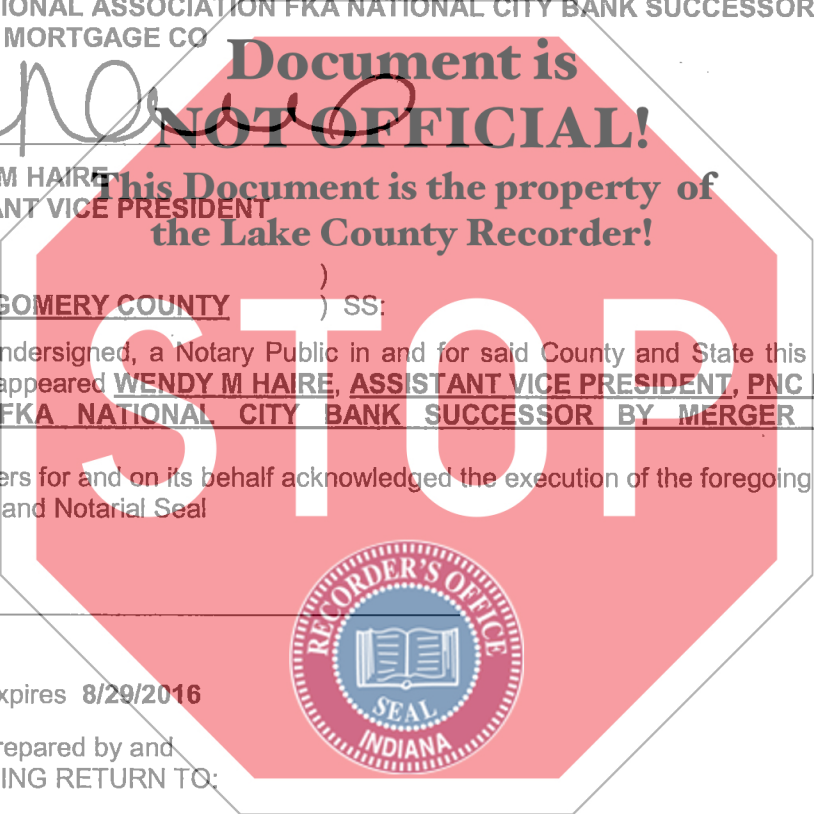 IONAL ASSOCIATION FKA NATIONAL CITY BANK SUCCESSOR
MORTGAGE CO
Document is
NOT OFFICIAL!
M HAIRE
This Document is the property of
ANT VICE PRESIDENT
the Lake County Recorder!
)
GOMERY COUNTY ) SS:
STOP
ndersigned, a Notary Public in and for said County and State this
appeared WENDY M HAIRE, ASSISTANT VICE PRESIDENT, PNC
FKA NATIONAL CITY BANK SUCCESSOR BY MERGER
ers for and on its behalf acknowledged the execution of the foregoing
and Notarial Seal
RECORDER'S OFFICE
SEAL
INDIANA
xpires 8/29/2016
repared by and
ING RETURN TO: